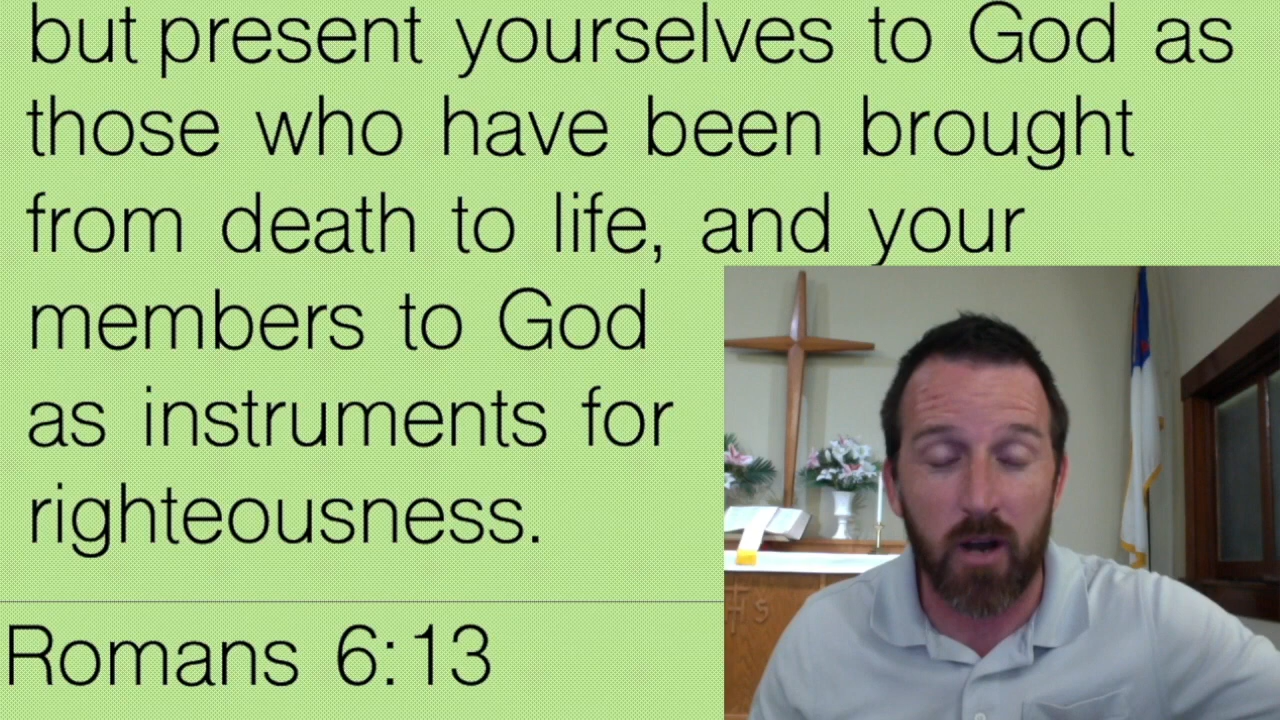 but present yourselves to God as
those who have been brought
from death to life, and your
members to God
as instruments for
righteousness.
Romans 6:13